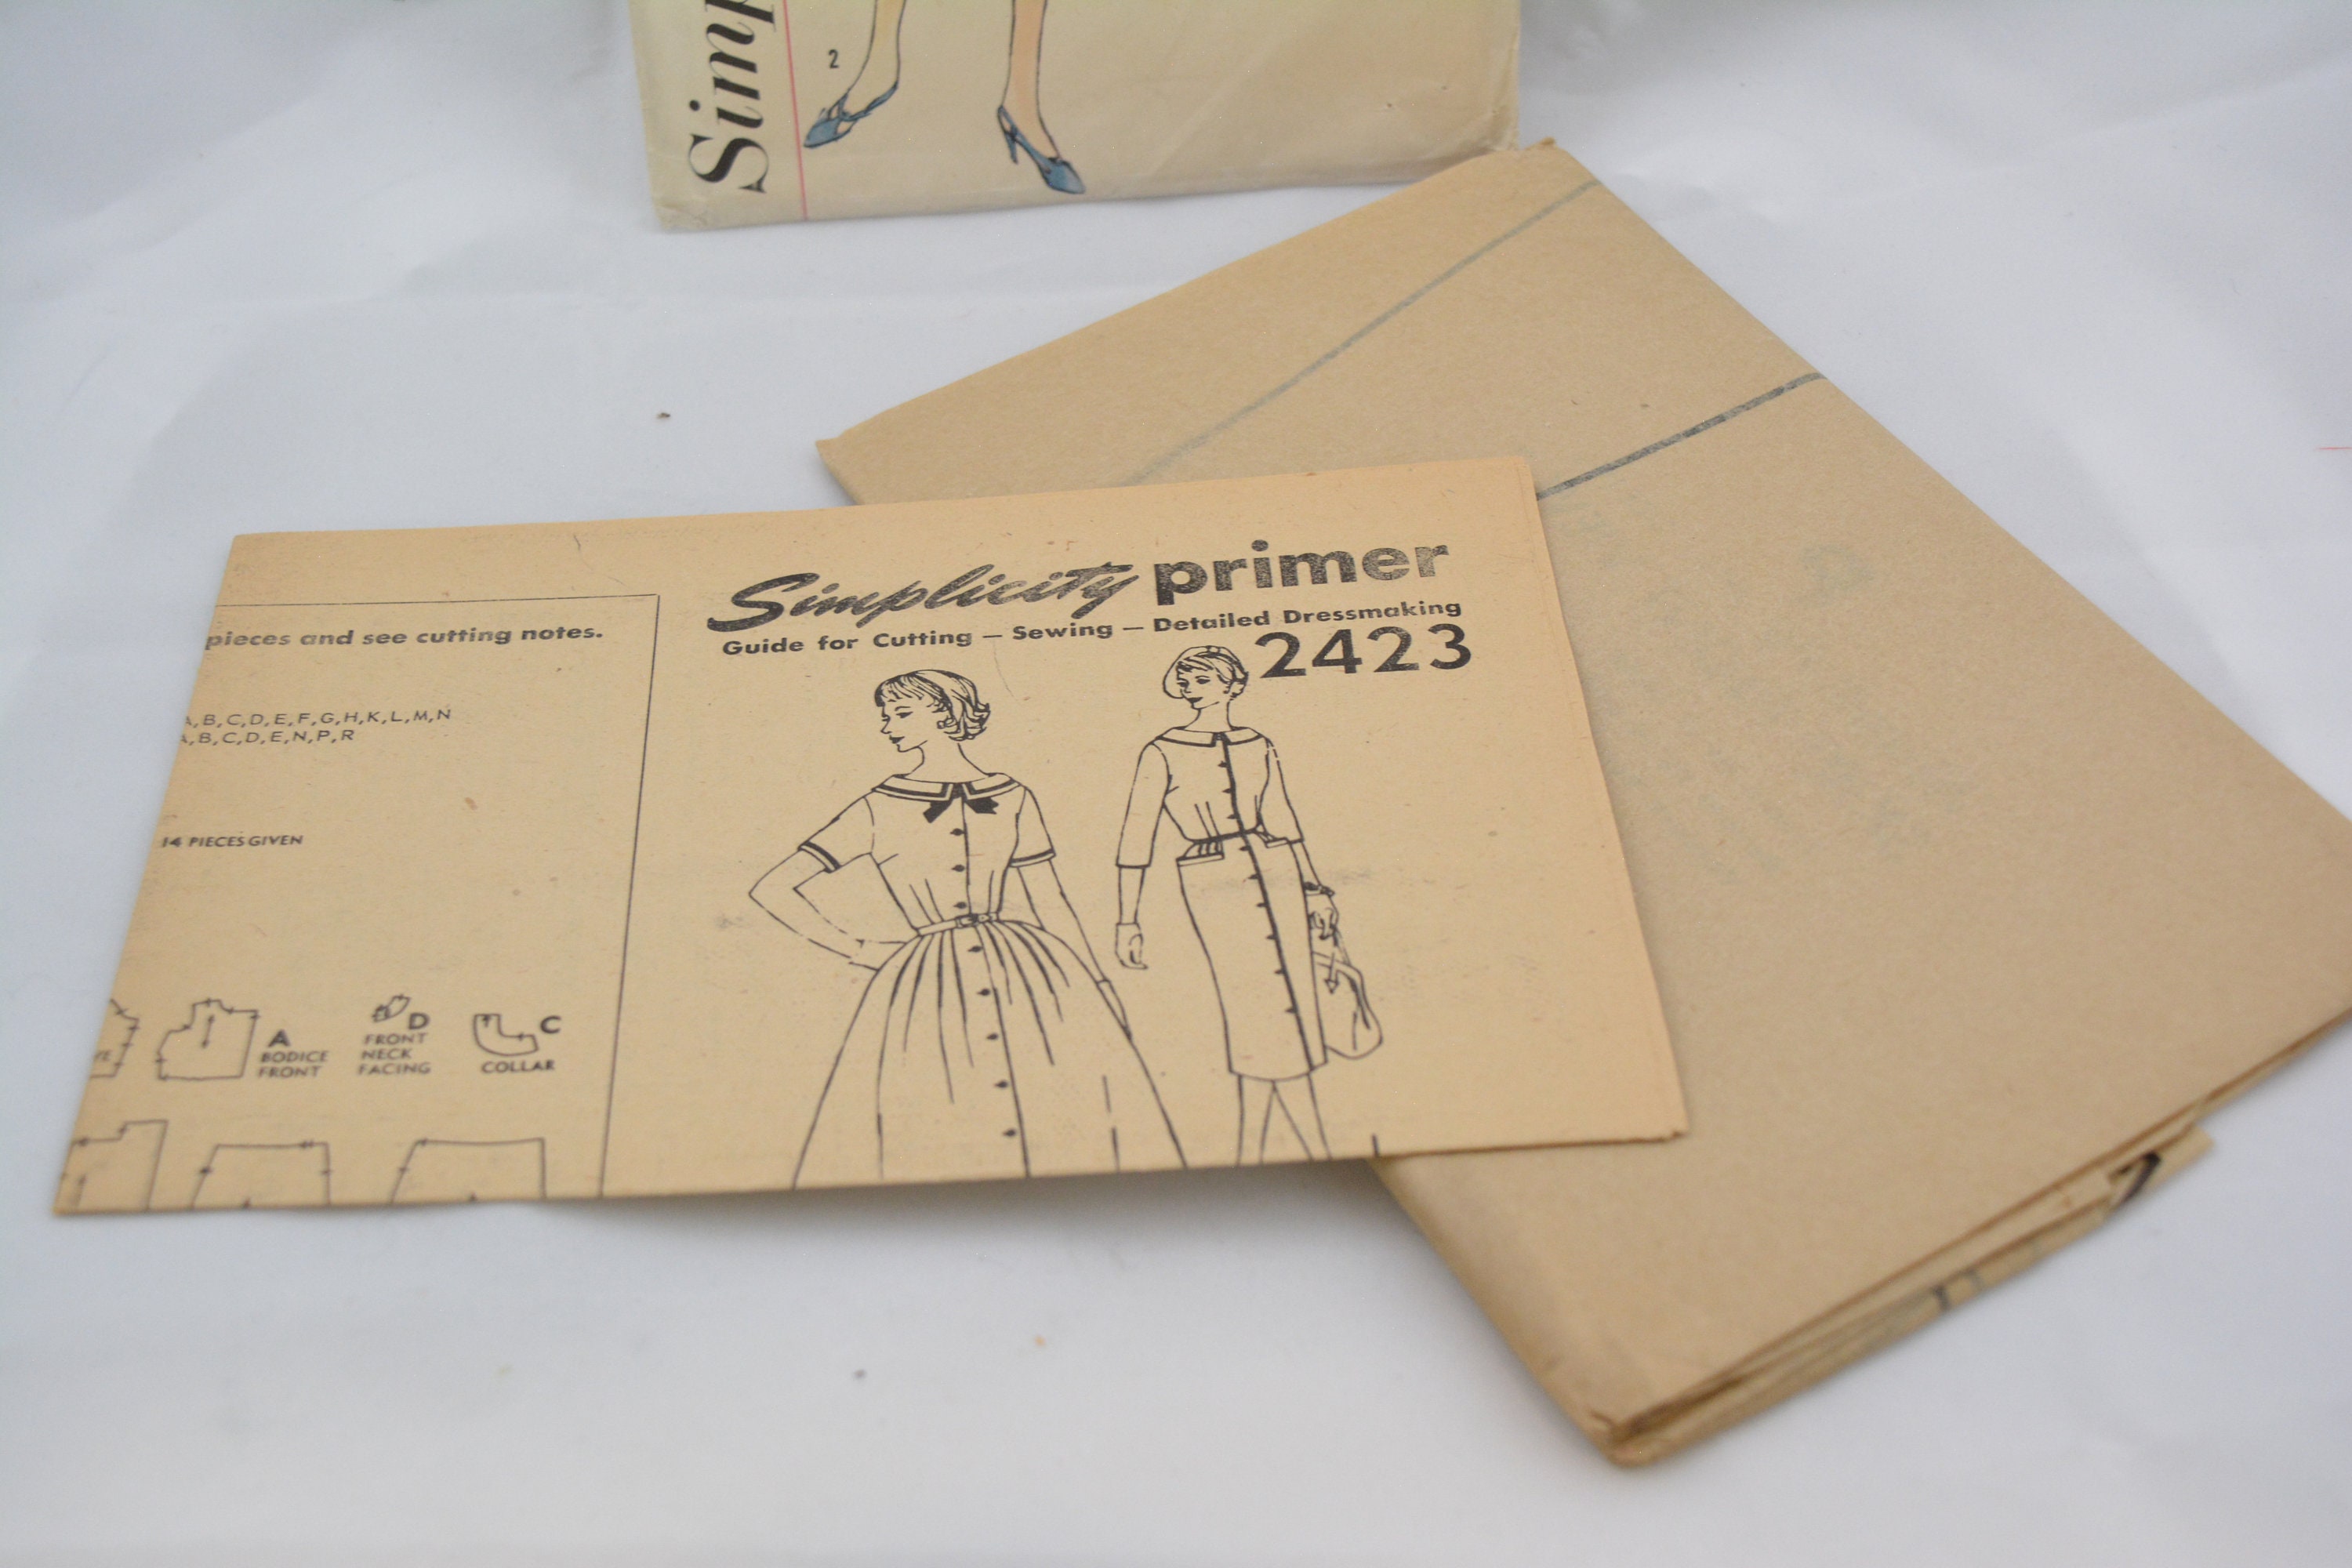 Simp
2
Simplicity primer
Guide for Cutting – Sewing – Detailed Dressmaking
2423
pieces and see cutting notes.
A,B,C,D,E,F,G,H,K,L,M,N
A,B,C,D,E,N,P,R
14 PIECES GIVEN
A
BODICE
FRONT
D
FRONT
NECK
FACING
C
COLLAR